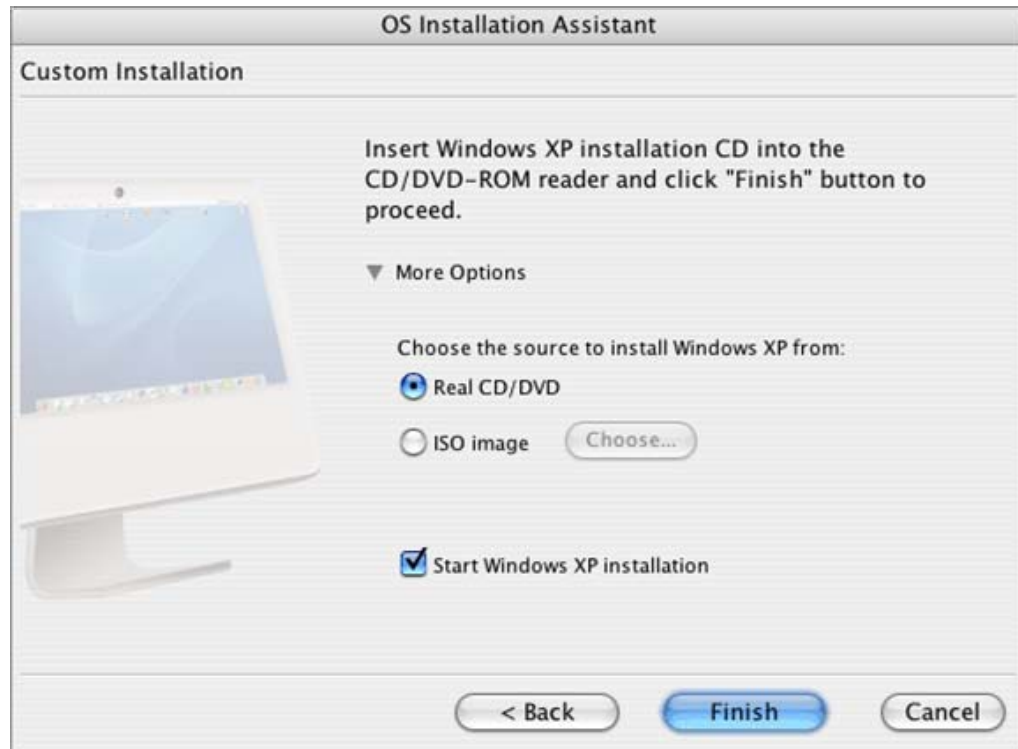 OS Installation Assistant
Custom Installation
Insert Windows XP installation CD into the
CD/DVD-ROM reader and click "Finish" button to
proceed.
More Options
Choose the source to install Windows XP from:
Real CD/DVD
ISO image Choose...
Start Windows XP installation
< Back Finish Cancel